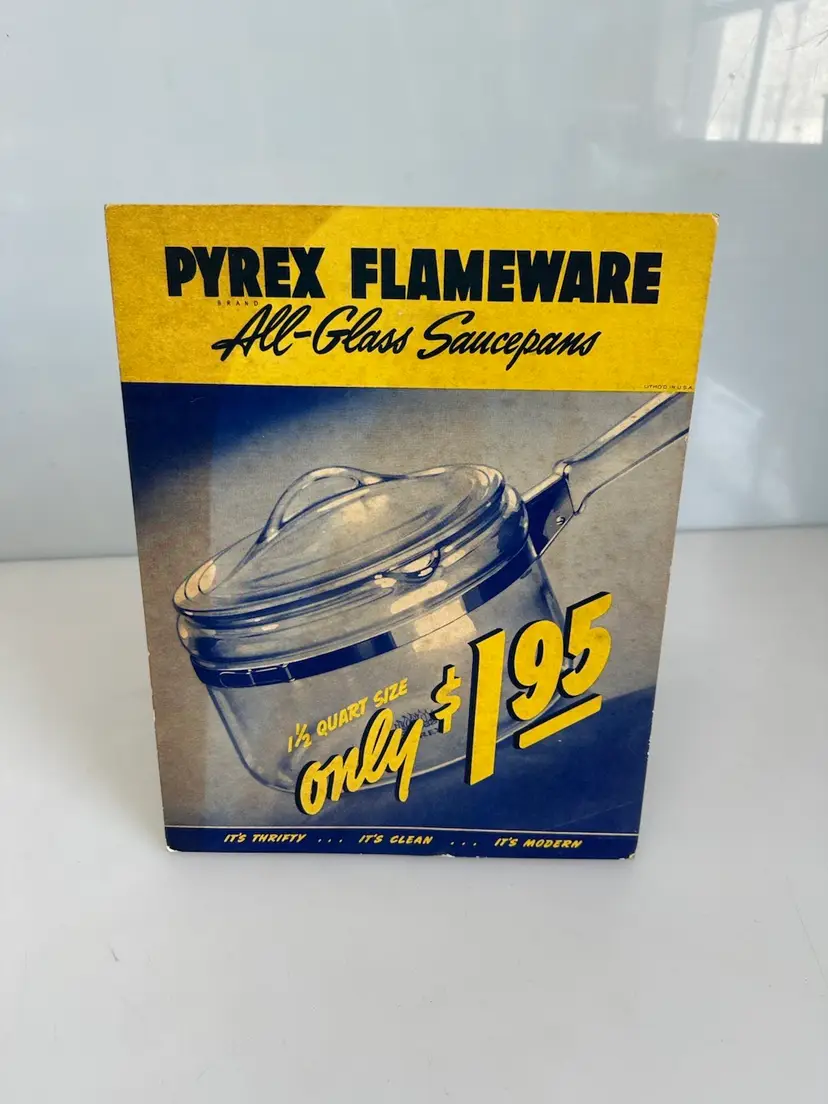 PYREX FLAMEWARE
BRAND
All-Glass Saucepans
LITHO'D IN U.S.A.
1½ QUART SIZE
only $1.95
IT'S THRIFTY . . . IT'S CLEAN . . . IT'S MODERN